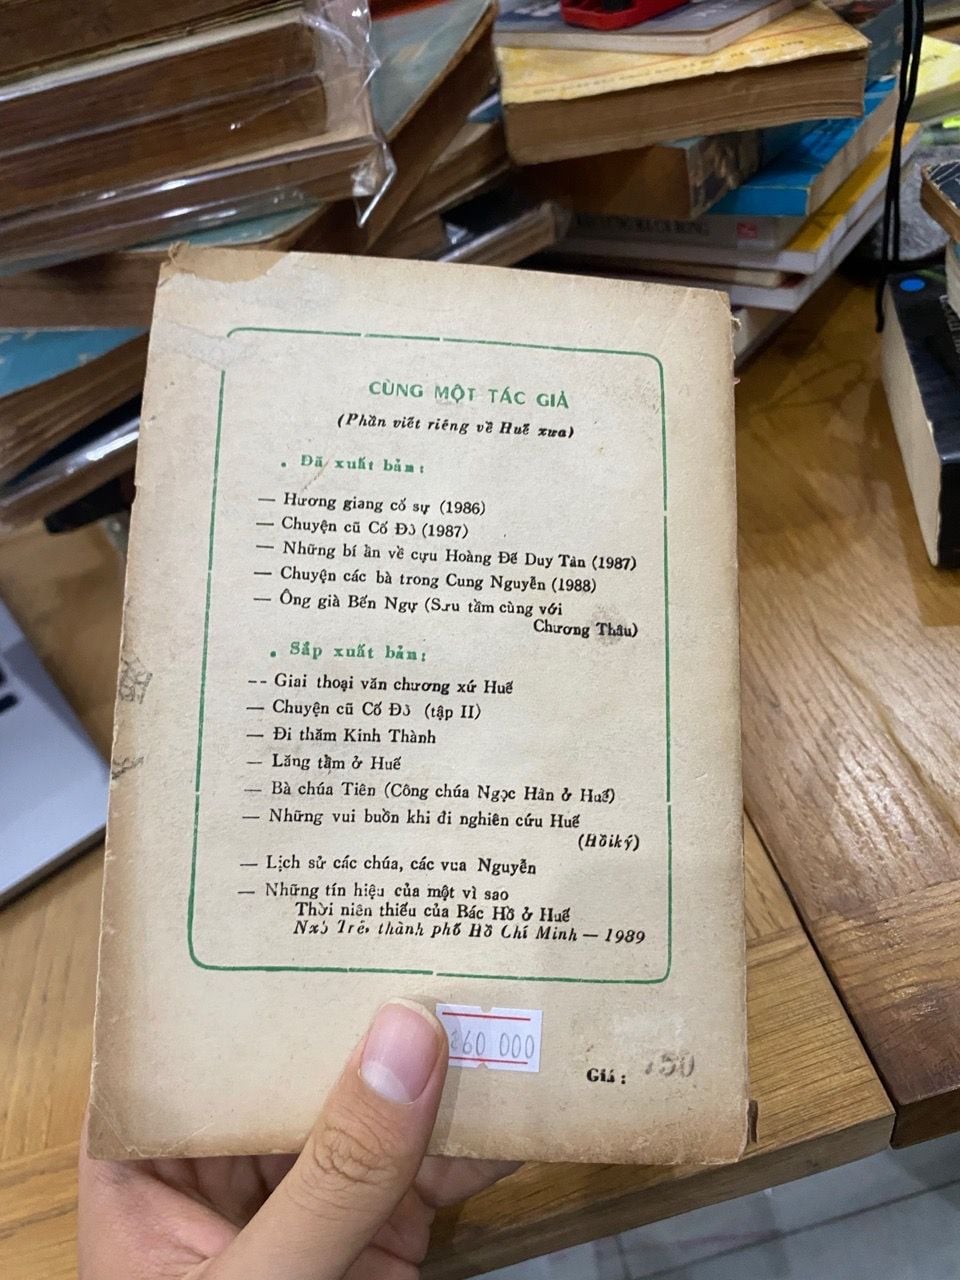 CÙNG MỘT TÁC GIẢ
(Phần viết riêng về Huế xưa)
• Đã xuất bản:
— Hương giang cố sự (1986)
— Chuyện cũ Cố Đô (1987)
— Những bí ẩn về cựu Hoàng Đế Duy Tân (1987)
— Chuyện các bà trong Cung Nguyễn (1988)
— Ông già Bến Ngự (Sưu tầm cùng với
Chương Thâu)
• Sắp xuất bản:
-- Giai thoại văn chương xứ Huế
— Chuyện cũ Cố Đô (tập II)
— Đi thăm Kinh Thành
— Lăng tẩm ở Huế
— Bà chúa Tiên (Công chúa Ngọc Hân ở Huế)
— Những vui buồn khi đi nghiên cứu Huế
(Hồi ký)
— Lịch sử các chúa, các vua Nguyễn
— Những tín hiệu của một vì sao
Thời niên thiếu của Bác Hồ ở Huế
Nxb Trẻ, thành phố Hồ Chí Minh — 1989
260 000
Giá :